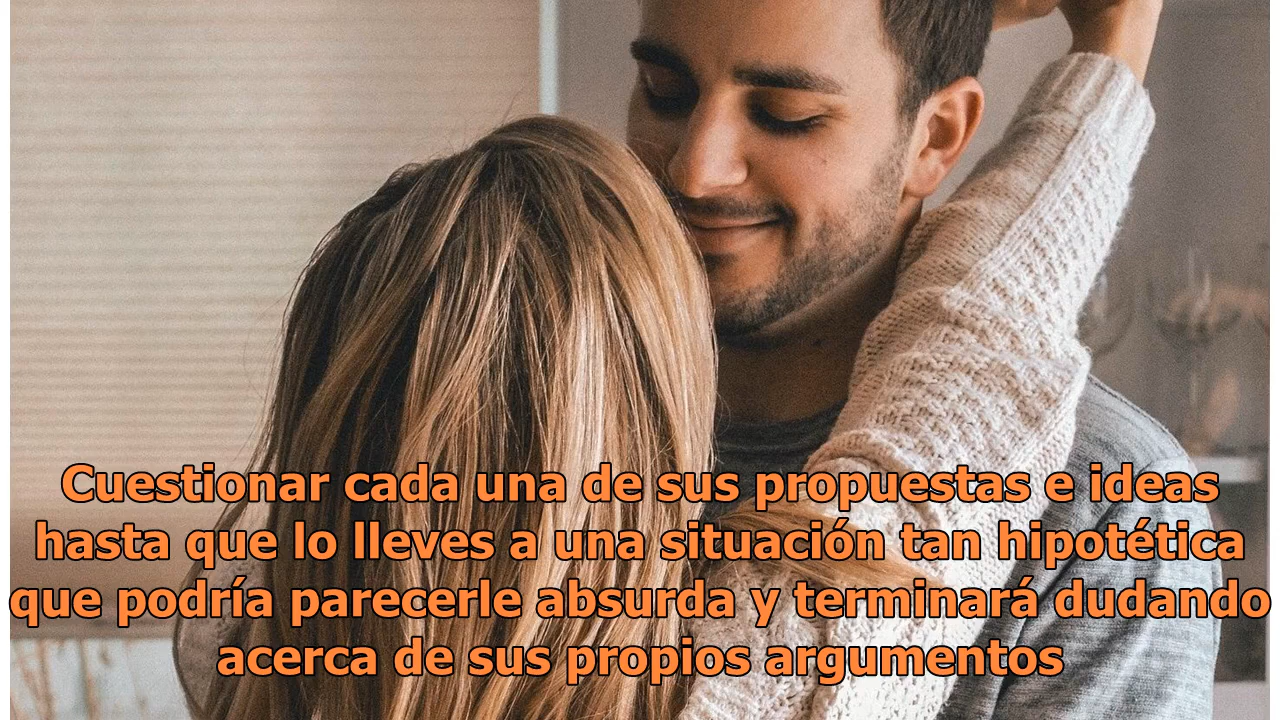 Cuestionar cada una de sus propuestas e ideas
hasta que lo lleves a una situación tan hipotética
que podría parecerle absurda y terminará dudando
acerca de sus propios argumentos